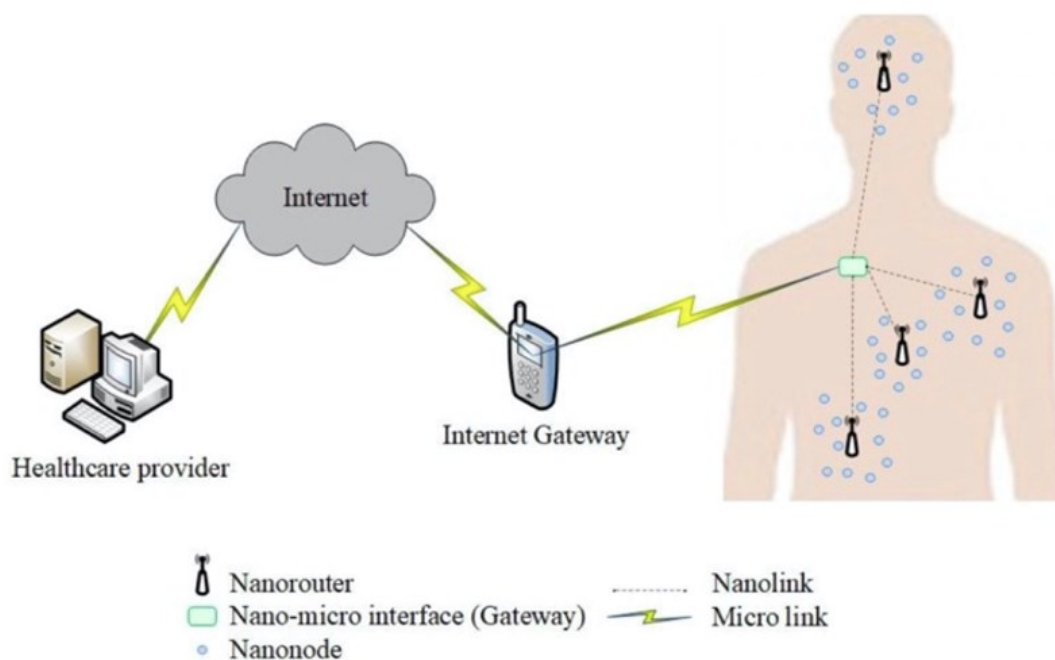 Internet
Internet Gateway
Healthcare provider
Nanorouter
Nano-micro interface (Gateway)
Nanonode
Nanolink
Micro link